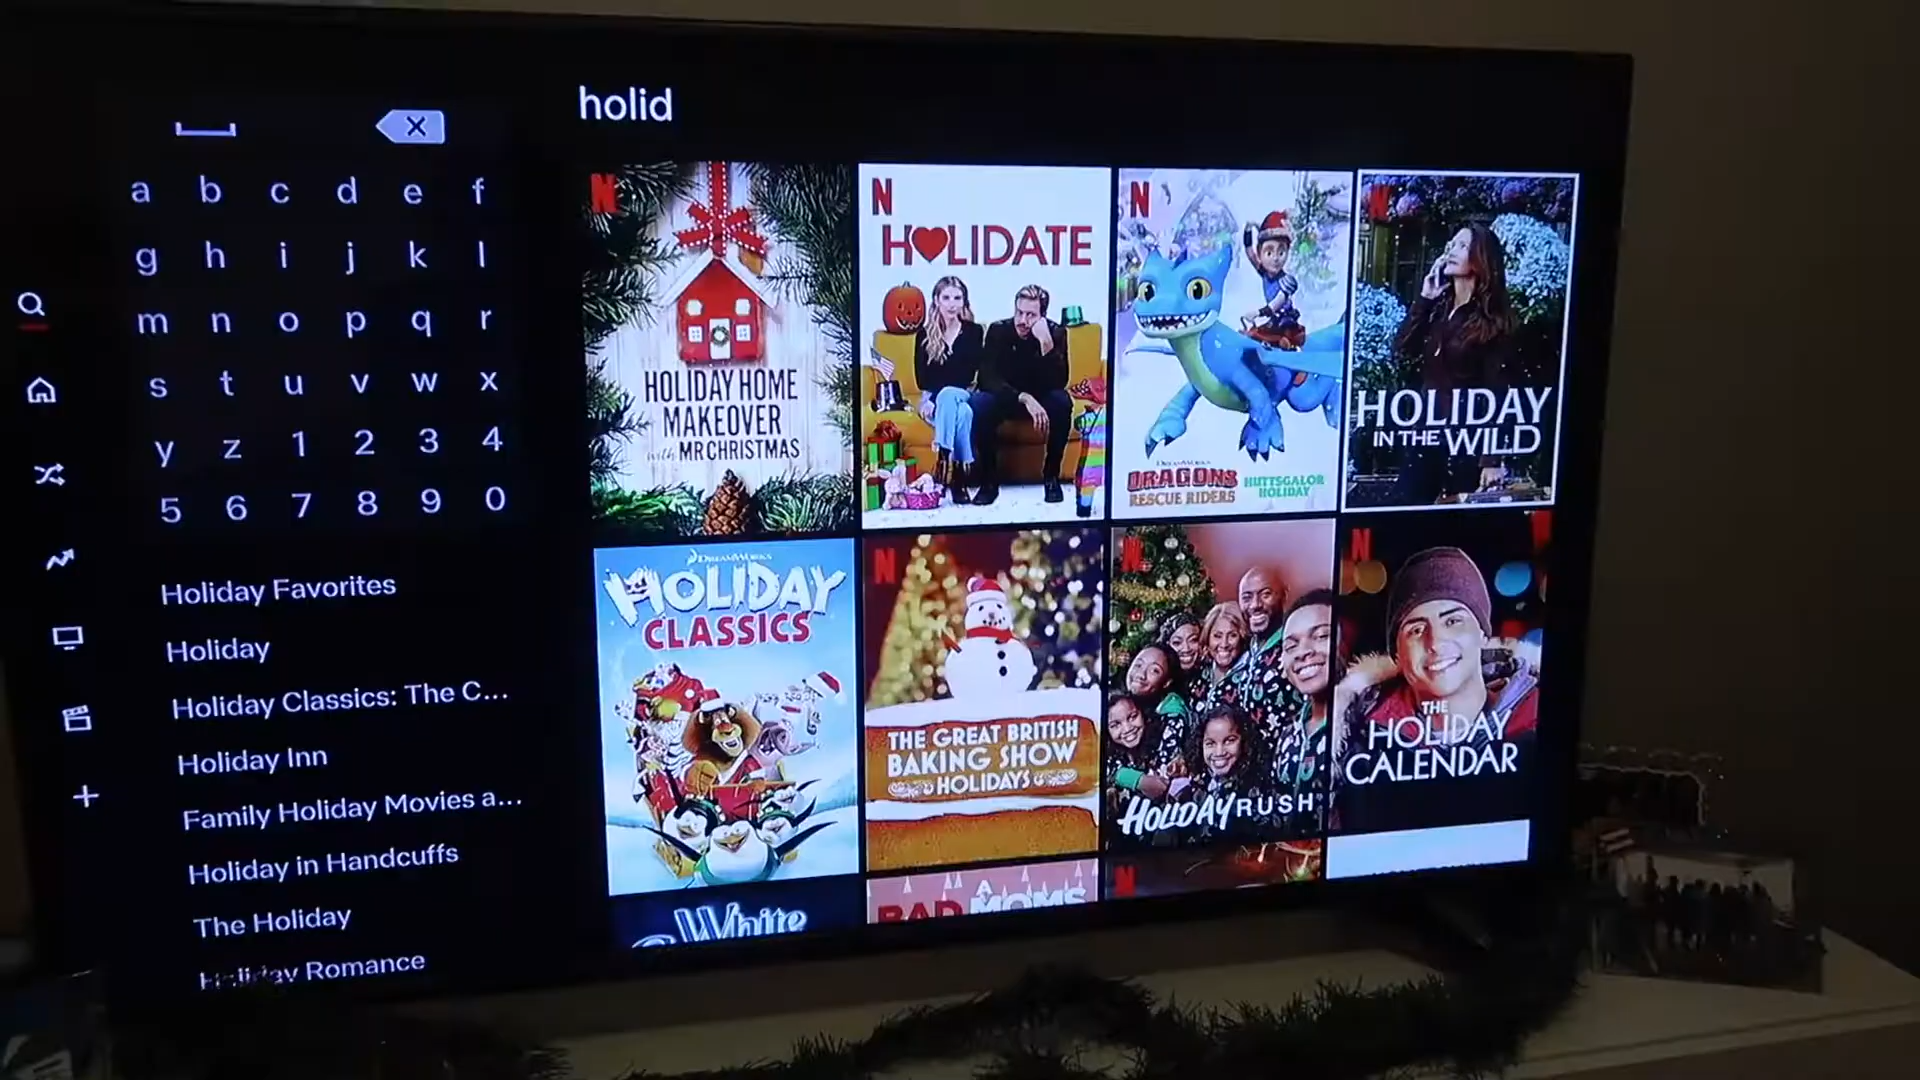 holid
a b c d e f
g h i j k l
m n o p q r
s t u v w x
y z 1 2 3 4
5 6 7 8 9 0
Holiday Favorites
Holiday
Holiday Classics: The C...
Holiday Inn
Family Holiday Movies a...
Holiday in Handcuffs
The Holiday
Holiday Romance
N
HOLIDAY HOME
MAKEOVER
with MR CHRISTMAS
N
HOLIDATE
N
DREAMWORKS
DRAGONS
RESCUE RIDERS
HUTTSGALOR
HOLIDAY
N
HOLIDAY
IN THE WILD
DREAMWORKS
HOLIDAY
CLASSICS
N
THE GREAT BRITISH
BAKING SHOW
HOLIDAYS
N
HOLIDAY RUSH
N
THE
HOLIDAY
CALENDAR
White
A
BAD MOMS
N